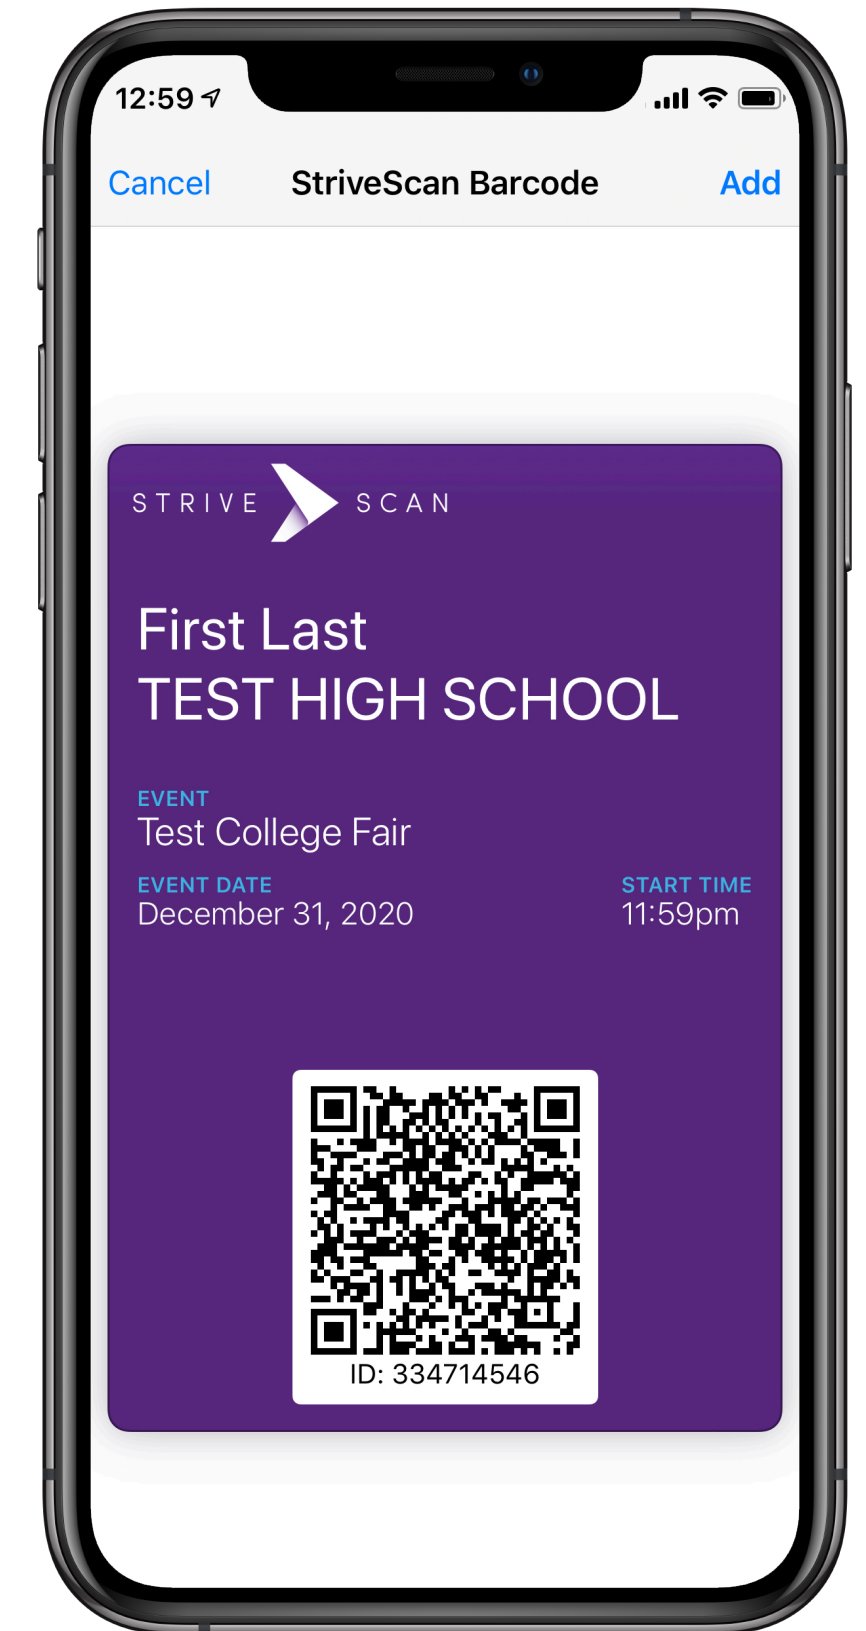 12:59
Cancel StriveScan Barcode Add
STRIVE SCAN
First Last
TEST HIGH SCHOOL
EVENT
Test College Fair
EVENT DATE START TIME
December 31, 2020 11:59pm
ID: 334714546